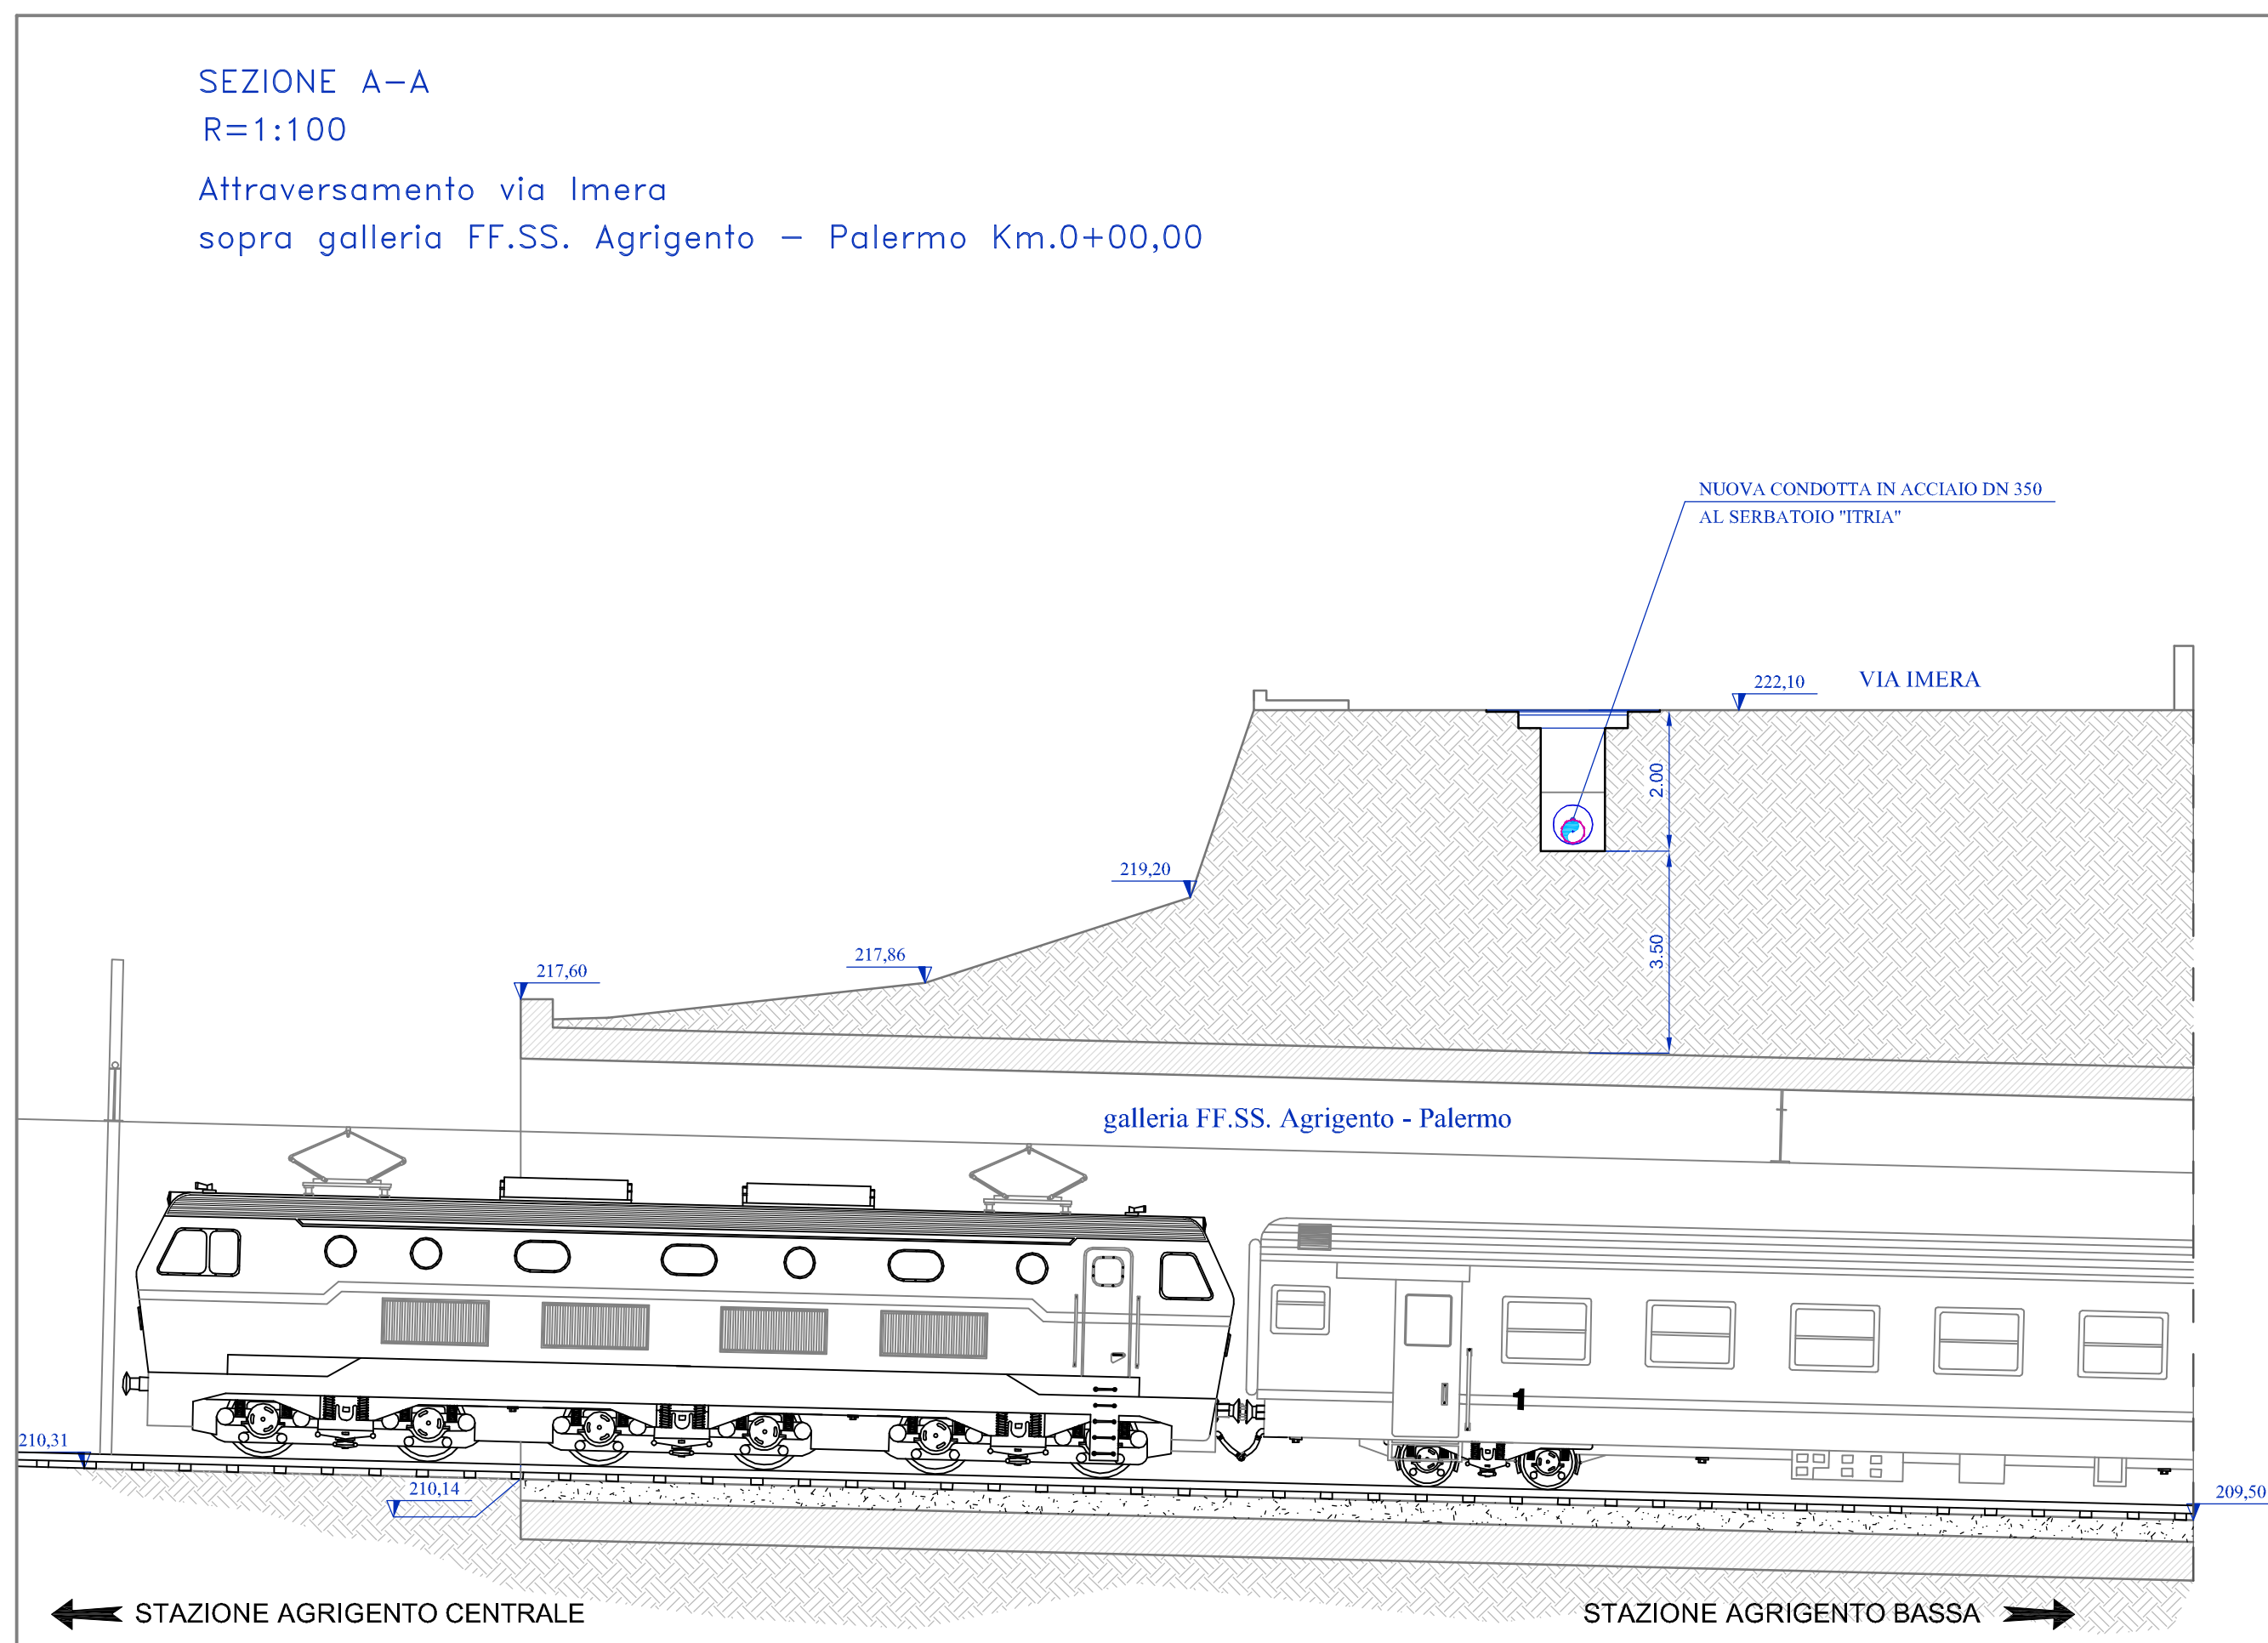 SEZIONE A-A
R=1:100
Attraversamento via Imera
sopra galleria FF.SS. Agrigento - Palermo Km.0+00,00
NUOVA CONDOTTA IN ACCIAIO DN 350
AL SERBATOIO "ITRIA"
222,10
VIA IMERA
2.00
219,20
3.50
217,86
217,60
galleria FF.SS. Agrigento - Palermo
1
210,31
210,14
209,50
STAZIONE AGRIGENTO CENTRALE
STAZIONE AGRIGENTO BASSA